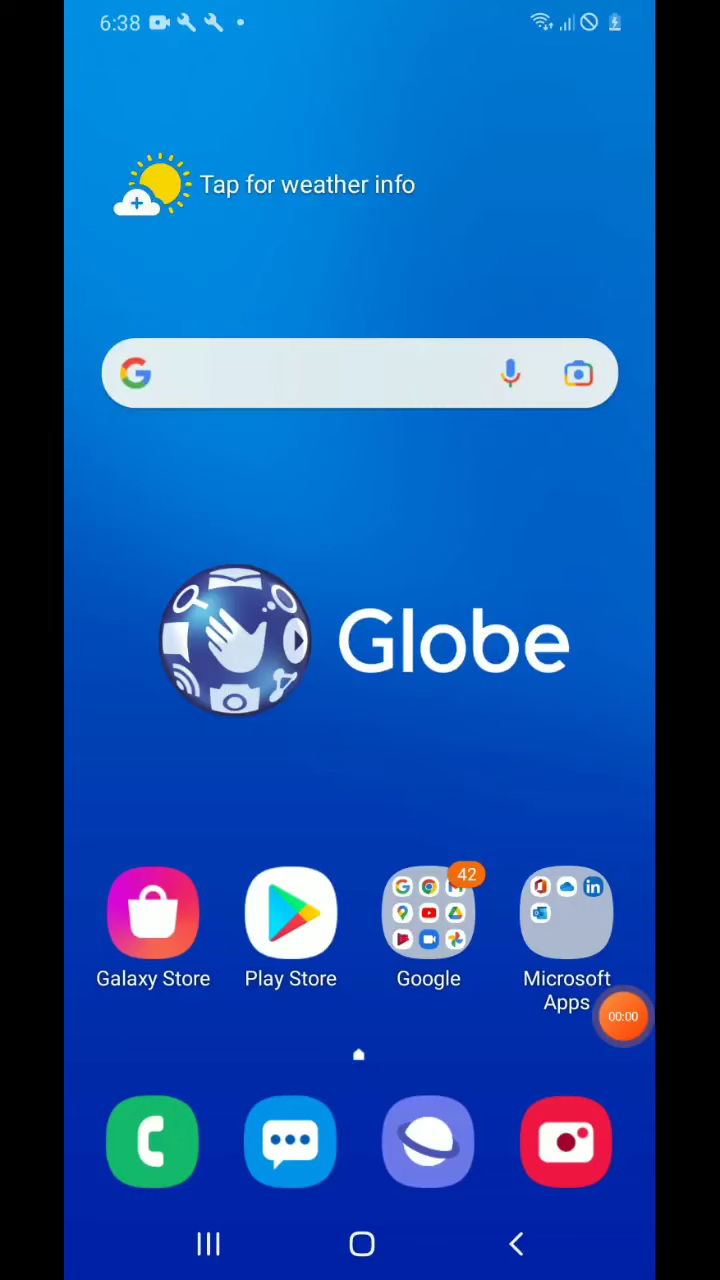 6:38
Tap for weather info
Globe
42
Galaxy Store
Play Store
Google
Microsoft
Apps
00:00